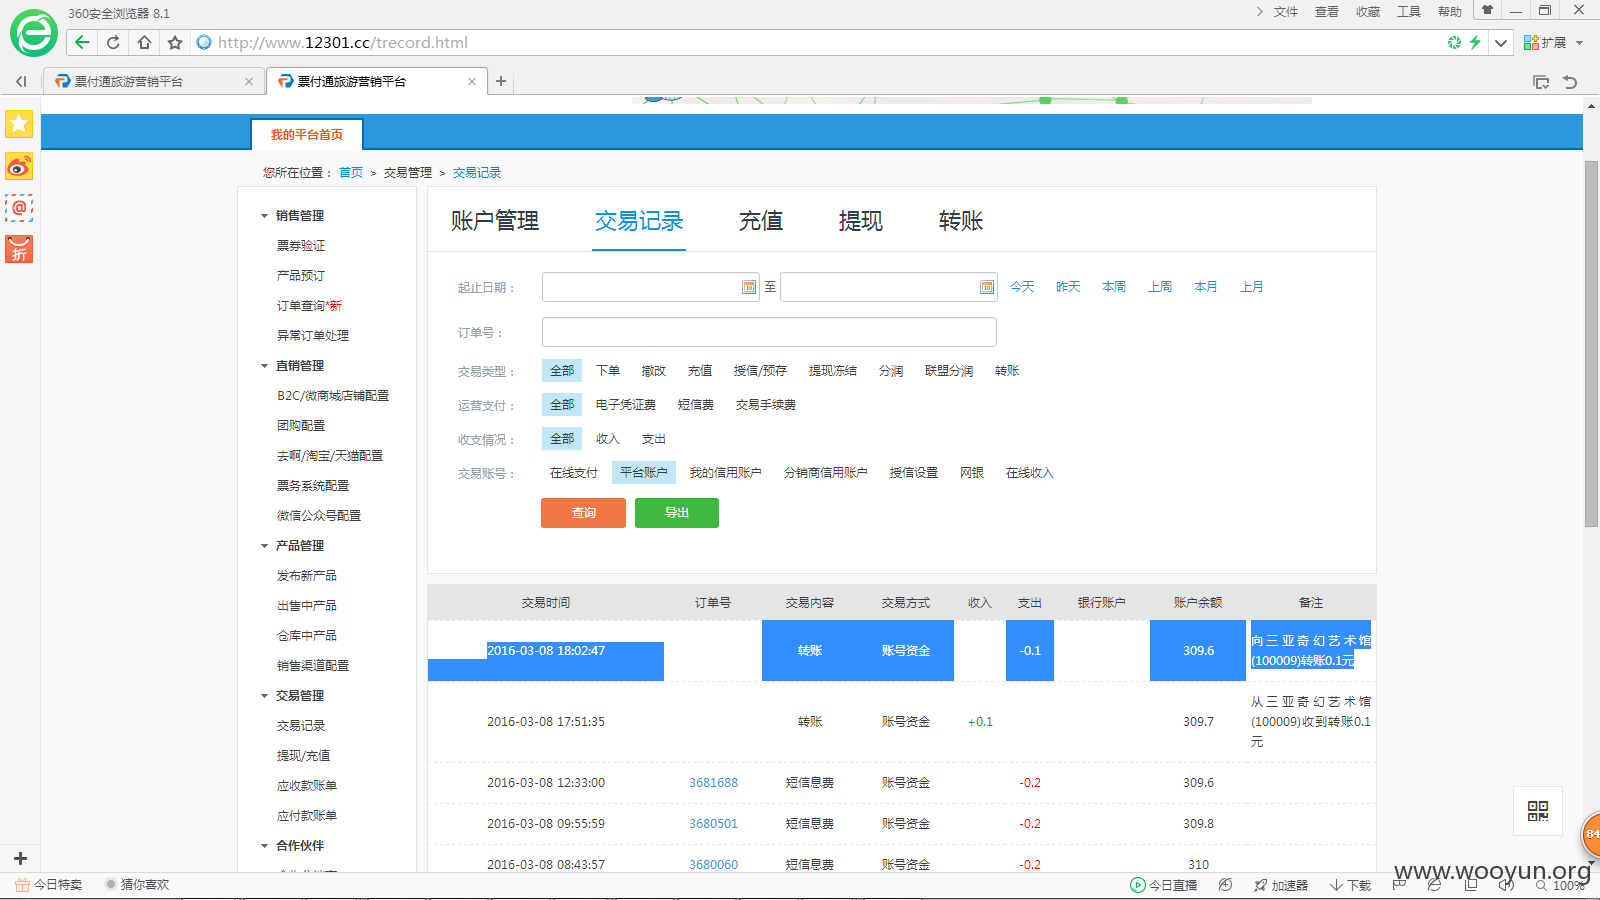 360安全浏览器 8.1
文件 查看 收藏 工具 帮助
http://www.12301.cc/trecord.html
扩展
票付通旅游营销平台
票付通旅游营销平台
我的平台首页
您所在位置： 首页 > 交易管理 > 交易记录
销售管理
票券验证
产品预订
订单查询*新
异常订单处理
直销管理
B2C/微商城店铺配置
团购配置
去啊/淘宝/天猫配置
票务系统配置
微信公众号配置
产品管理
发布新产品
出售中产品
仓库中产品
销售渠道配置
交易管理
交易记录
提现/充值
应收款账单
应付款账单
合作伙伴
账户管理 交易记录 充值 提现 转账
起止日期： 至 今天 昨天 本周 上周 本月 上月
订单号：
交易类型： 全部 下单 撤改 充值 授信/预存 提现冻结 分润 联盟分润 转账
运营支付： 全部 电子凭证费 短信费 交易手续费
收支情况： 全部 收入 支出
交易账号： 在线支付 平台账户 我的信用账户 分销商信用账户 授信设置 网银 在线收入
查询 导出
交易时间 订单号 交易内容 交易方式 收入 支出 银行账户 账户余额 备注
2016-03-08 18:02:47 转账 账号资金 -0.1 309.6 向三亚奇幻艺术馆
(100009)转账0.1元
2016-03-08 17:51:35 转账 账号资金 +0.1 309.7 从三亚奇幻艺术馆
(100009)收到转账0.1
元
2016-03-08 12:33:00 3681688 短信息费 账号资金 -0.2 309.6
2016-03-08 09:55:59 3680501 短信息费 账号资金 -0.2 309.8
2016-03-08 08:43:57 3680060 短信息费 账号资金 -0.2 310
84
折
www.wooyun.org
今日特卖 猜你喜欢 今日直播 加速器 下载 100%